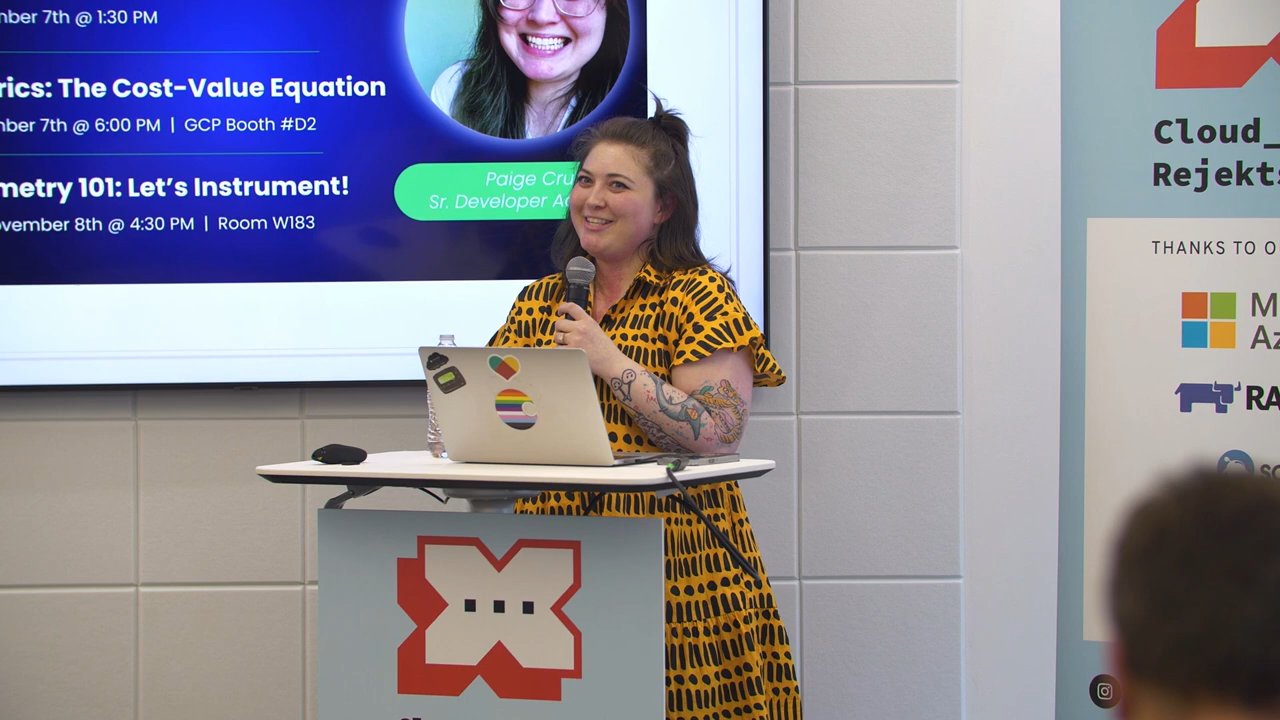 mber 7th @ 1:30 PM
rics: The Cost-Value Equation
mber 7th @ 6:00 PM | GCP Booth #D2
metry 101: Let's Instrument!
ovember 8th @ 4:30 PM | Room W183
Paige Cru
Sr. Developer A
Cloud_
Rejekts
THANKS TO O
M
Az
RA